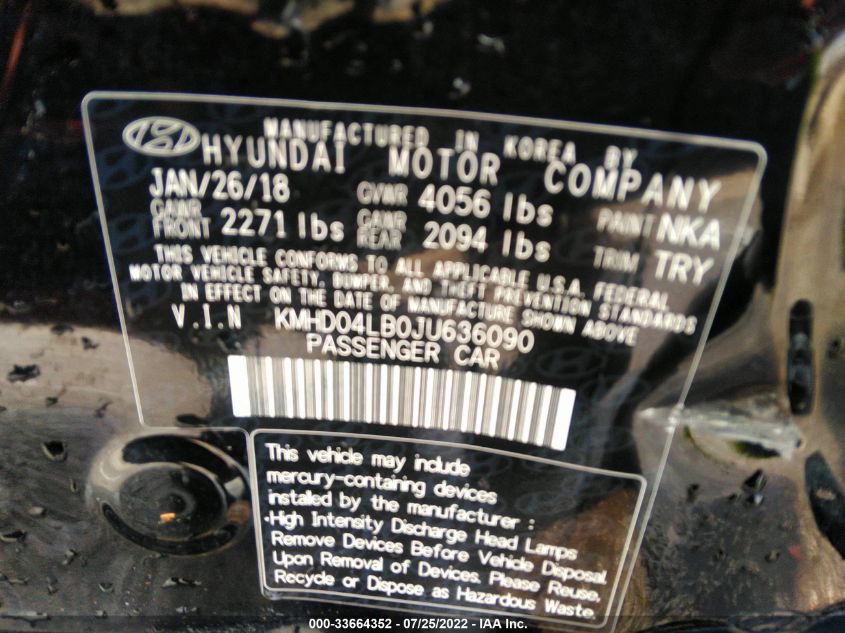 MANUFACTURED IN KOREA BY
HYUNDAI MOTOR COMPANY
JAN/26/18 GVWR 4056 lbs PAINT NKA
GAWR FRONT 2271 lbs GAWR REAR 2094 lbs TRIM TRY
THIS VEHICLE CONFORMS TO ALL APPLICABLE U.S.A. FEDERAL
MOTOR VEHICLE SAFETY, BUMPER, AND THEFT PREVENTION STANDARDS
IN EFFECT ON THE DATE OF MANUFACTURE SHOWN ABOVE
V.I.N KMHD04LB0JU636090
PASSENGER CAR
This vehicle may include
mercury-containing devices
installed by the manufacturer :
•High Intensity Discharge Head Lamps
Remove Devices Before Vehicle Disposal.
Upon Removal of Devices. Please Reuse,
Recycle or Dispose as Hazardous Waste.
000-33664352 - 07/25/2022 - IAA Inc.